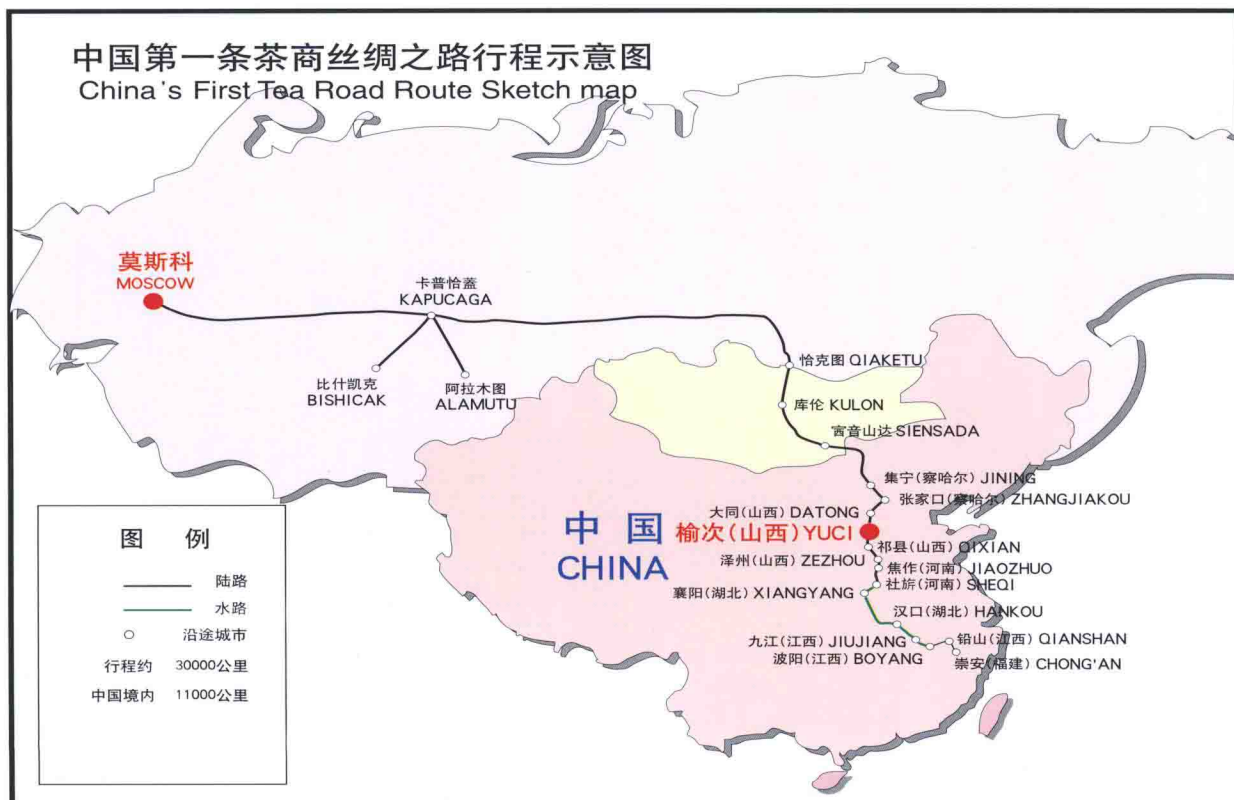 中国第一条茶商丝绸之路行程示意图
China's First Tea Road Route Sketch map
莫斯科
MOSCOW
卡普恰蓋
KAPUCAGA
比什凯克
BISHICAK
阿拉木图
ALAMUTU
恰克图 QIAKETU
库伦 KULON
音山达 SIENSADA
集宁(察哈尔) JINING
张家口(察哈尔) ZHANGJIAKOU
大同(山西) DATONG
中国
CHINA
榆次(山西) YUCI
祁县(山西) QIXIAN
泽州(山西) ZEZHOU
焦作(河南) JIAOZHUO
社旂(河南) SHEQI
襄阳(湖北) XIANGYANG
汉口(湖北) HANKOU
九江(江西) JIUJIANG
铅山(江西) QIANSHAN
波阳(江西) BOYANG
崇安(福建) CHONG'AN
图例
陆路
水路
沿途城市
行程约 30000公里
中国境内 11000公里